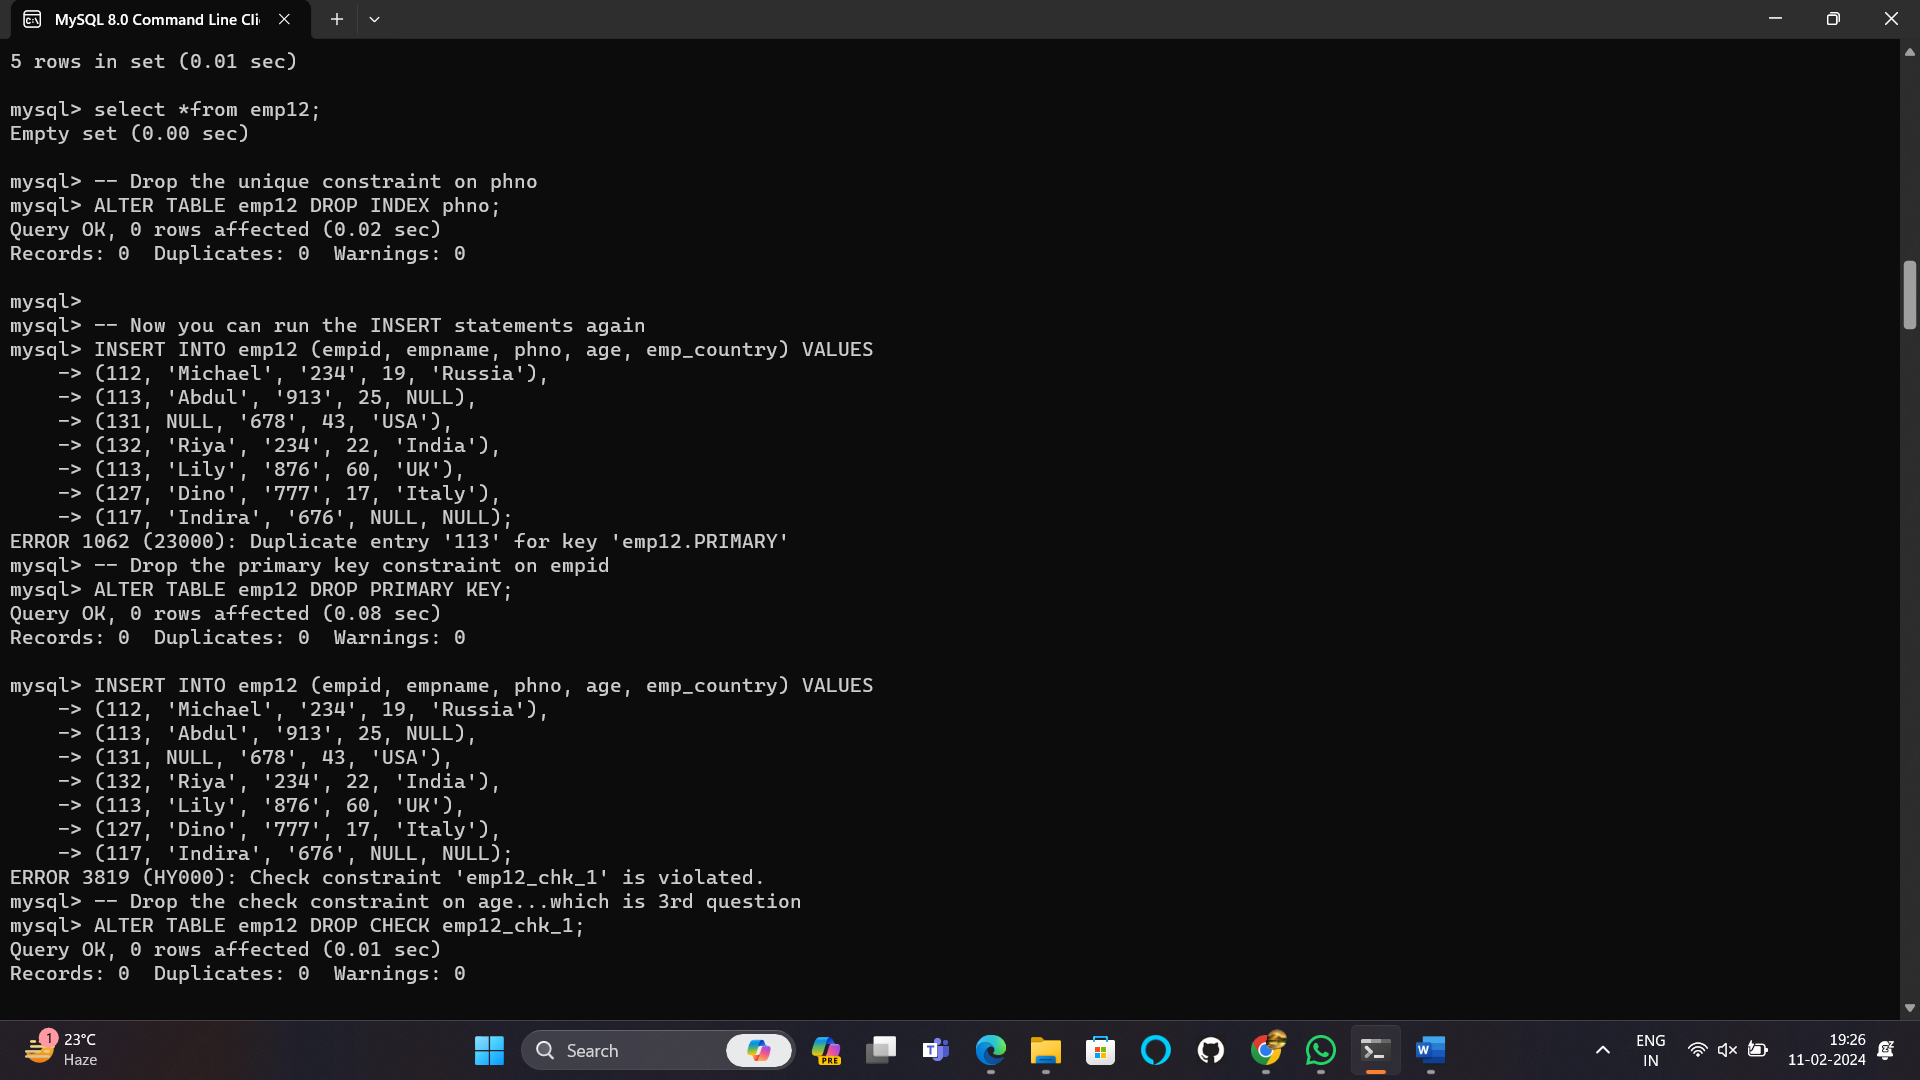 MySQL 8.0 Command Line Cli
5 rows in set (0.01 sec)
mysql> select *from emp12;
Empty set (0.00 sec)
mysql> -- Drop the unique constraint on phno
mysql> ALTER TABLE emp12 DROP INDEX phno;
Query OK, 0 rows affected (0.02 sec)
Records: 0  Duplicates: 0  Warnings: 0
mysql>
mysql> -- Now you can run the INSERT statements again
mysql> INSERT INTO emp12 (empid, empname, phno, age, emp_country) VALUES
    -> (112, 'Michael', '234', 19, 'Russia'),
    -> (113, 'Abdul', '913', 25, NULL),
    -> (131, NULL, '678', 43, 'USA'),
    -> (132, 'Riya', '234', 22, 'India'),
    -> (113, 'Lily', '876', 60, 'UK'),
    -> (127, 'Dino', '777', 17, 'Italy'),
    -> (117, 'Indira', '676', NULL, NULL);
ERROR 1062 (23000): Duplicate entry '113' for key 'emp12.PRIMARY'
mysql> -- Drop the primary key constraint on empid
mysql> ALTER TABLE emp12 DROP PRIMARY KEY;
Query OK, 0 rows affected (0.08 sec)
Records: 0  Duplicates: 0  Warnings: 0
mysql> INSERT INTO emp12 (empid, empname, phno, age, emp_country) VALUES
    -> (112, 'Michael', '234', 19, 'Russia'),
    -> (113, 'Abdul', '913', 25, NULL),
    -> (131, NULL, '678', 43, 'USA'),
    -> (132, 'Riya', '234', 22, 'India'),
    -> (113, 'Lily', '876', 60, 'UK'),
    -> (127, 'Dino', '777', 17, 'Italy'),
    -> (117, 'Indira', '676', NULL, NULL);
ERROR 3819 (HY000): Check constraint 'emp12_chk_1' is violated.
mysql> -- Drop the check constraint on age...which is 3rd question
mysql> ALTER TABLE emp12 DROP CHECK emp12_chk_1;
Query OK, 0 rows affected (0.01 sec)
Records: 0  Duplicates: 0  Warnings: 0
1
23°C
Haze
Search
PRE
ENG
IN
19:26
11-02-2024